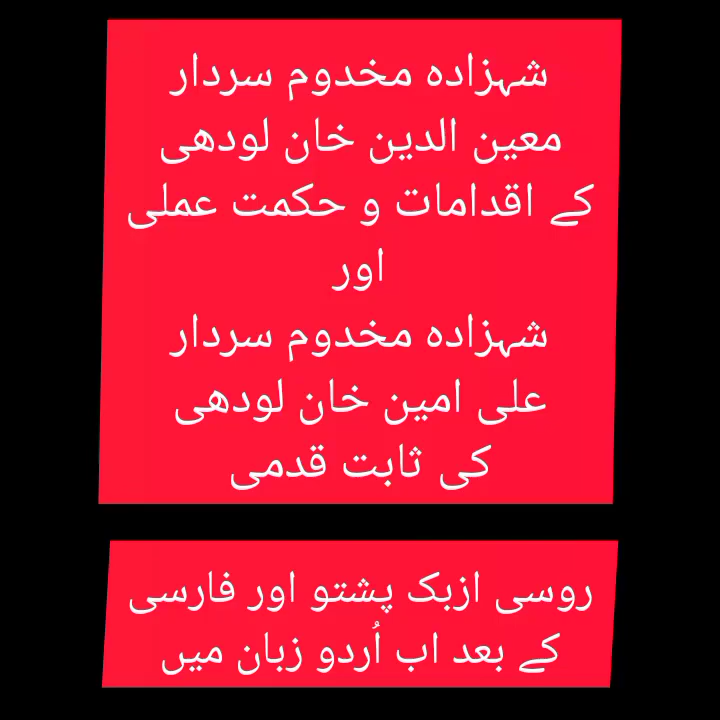 شہزادہ مخدوم سردار
معین الدین خان لودھی
کے اقدامات و حکمت عملی
اور
شہزادہ مخدوم سردار
علی امین خان لودھی
کی ثابت قدمی
روسی ازبک پشتو اور فارسی
کے بعد اب اُردو زبان میں